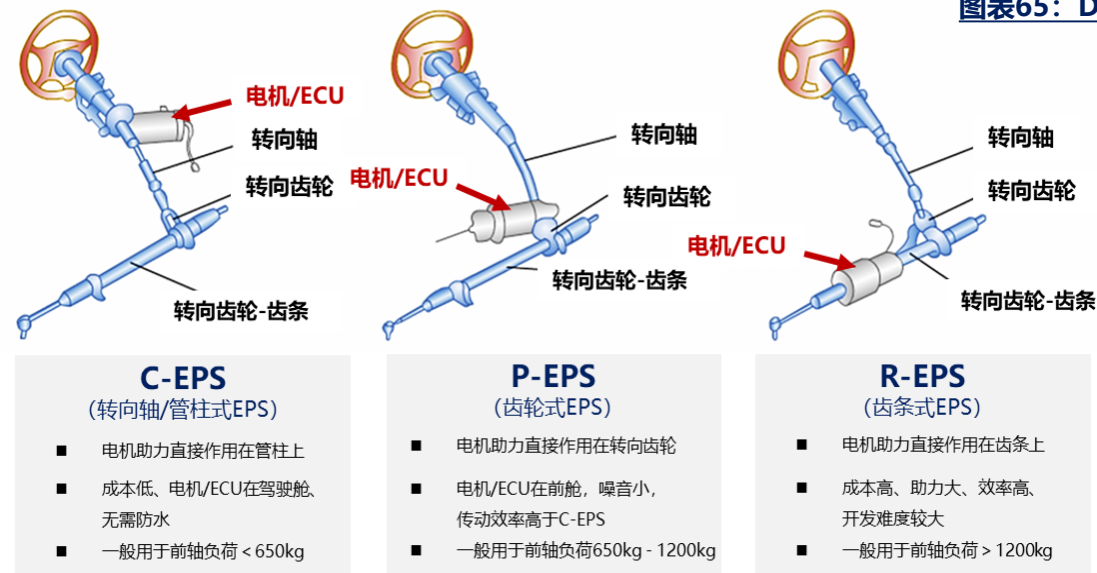 图表65：D
电机/ECU
转向轴
转向齿轮
转向齿轮-齿条
电机/ECU
转向轴
转向齿轮
转向齿轮-齿条
电机/ECU
转向轴
转向齿轮
转向齿轮-齿条
C-EPS
（转向轴/管柱式EPS）
■ 电机助力直接作用在管柱上
■ 成本低、电机/ECU在驾驶舱、
无需防水
■ 一般用于前轴负荷＜650kg
P-EPS
（齿轮式EPS）
■ 电机助力直接作用在转向齿轮
■ 电机/ECU在前舱，噪音小，
传动效率高于C-EPS
■ 一般用于前轴负荷650kg - 1200kg
R-EPS
（齿条式EPS）
■ 电机助力直接作用在齿条上
■ 成本高、助力大、效率高、
开发难度较大
■ 一般用于前轴负荷＞1200kg